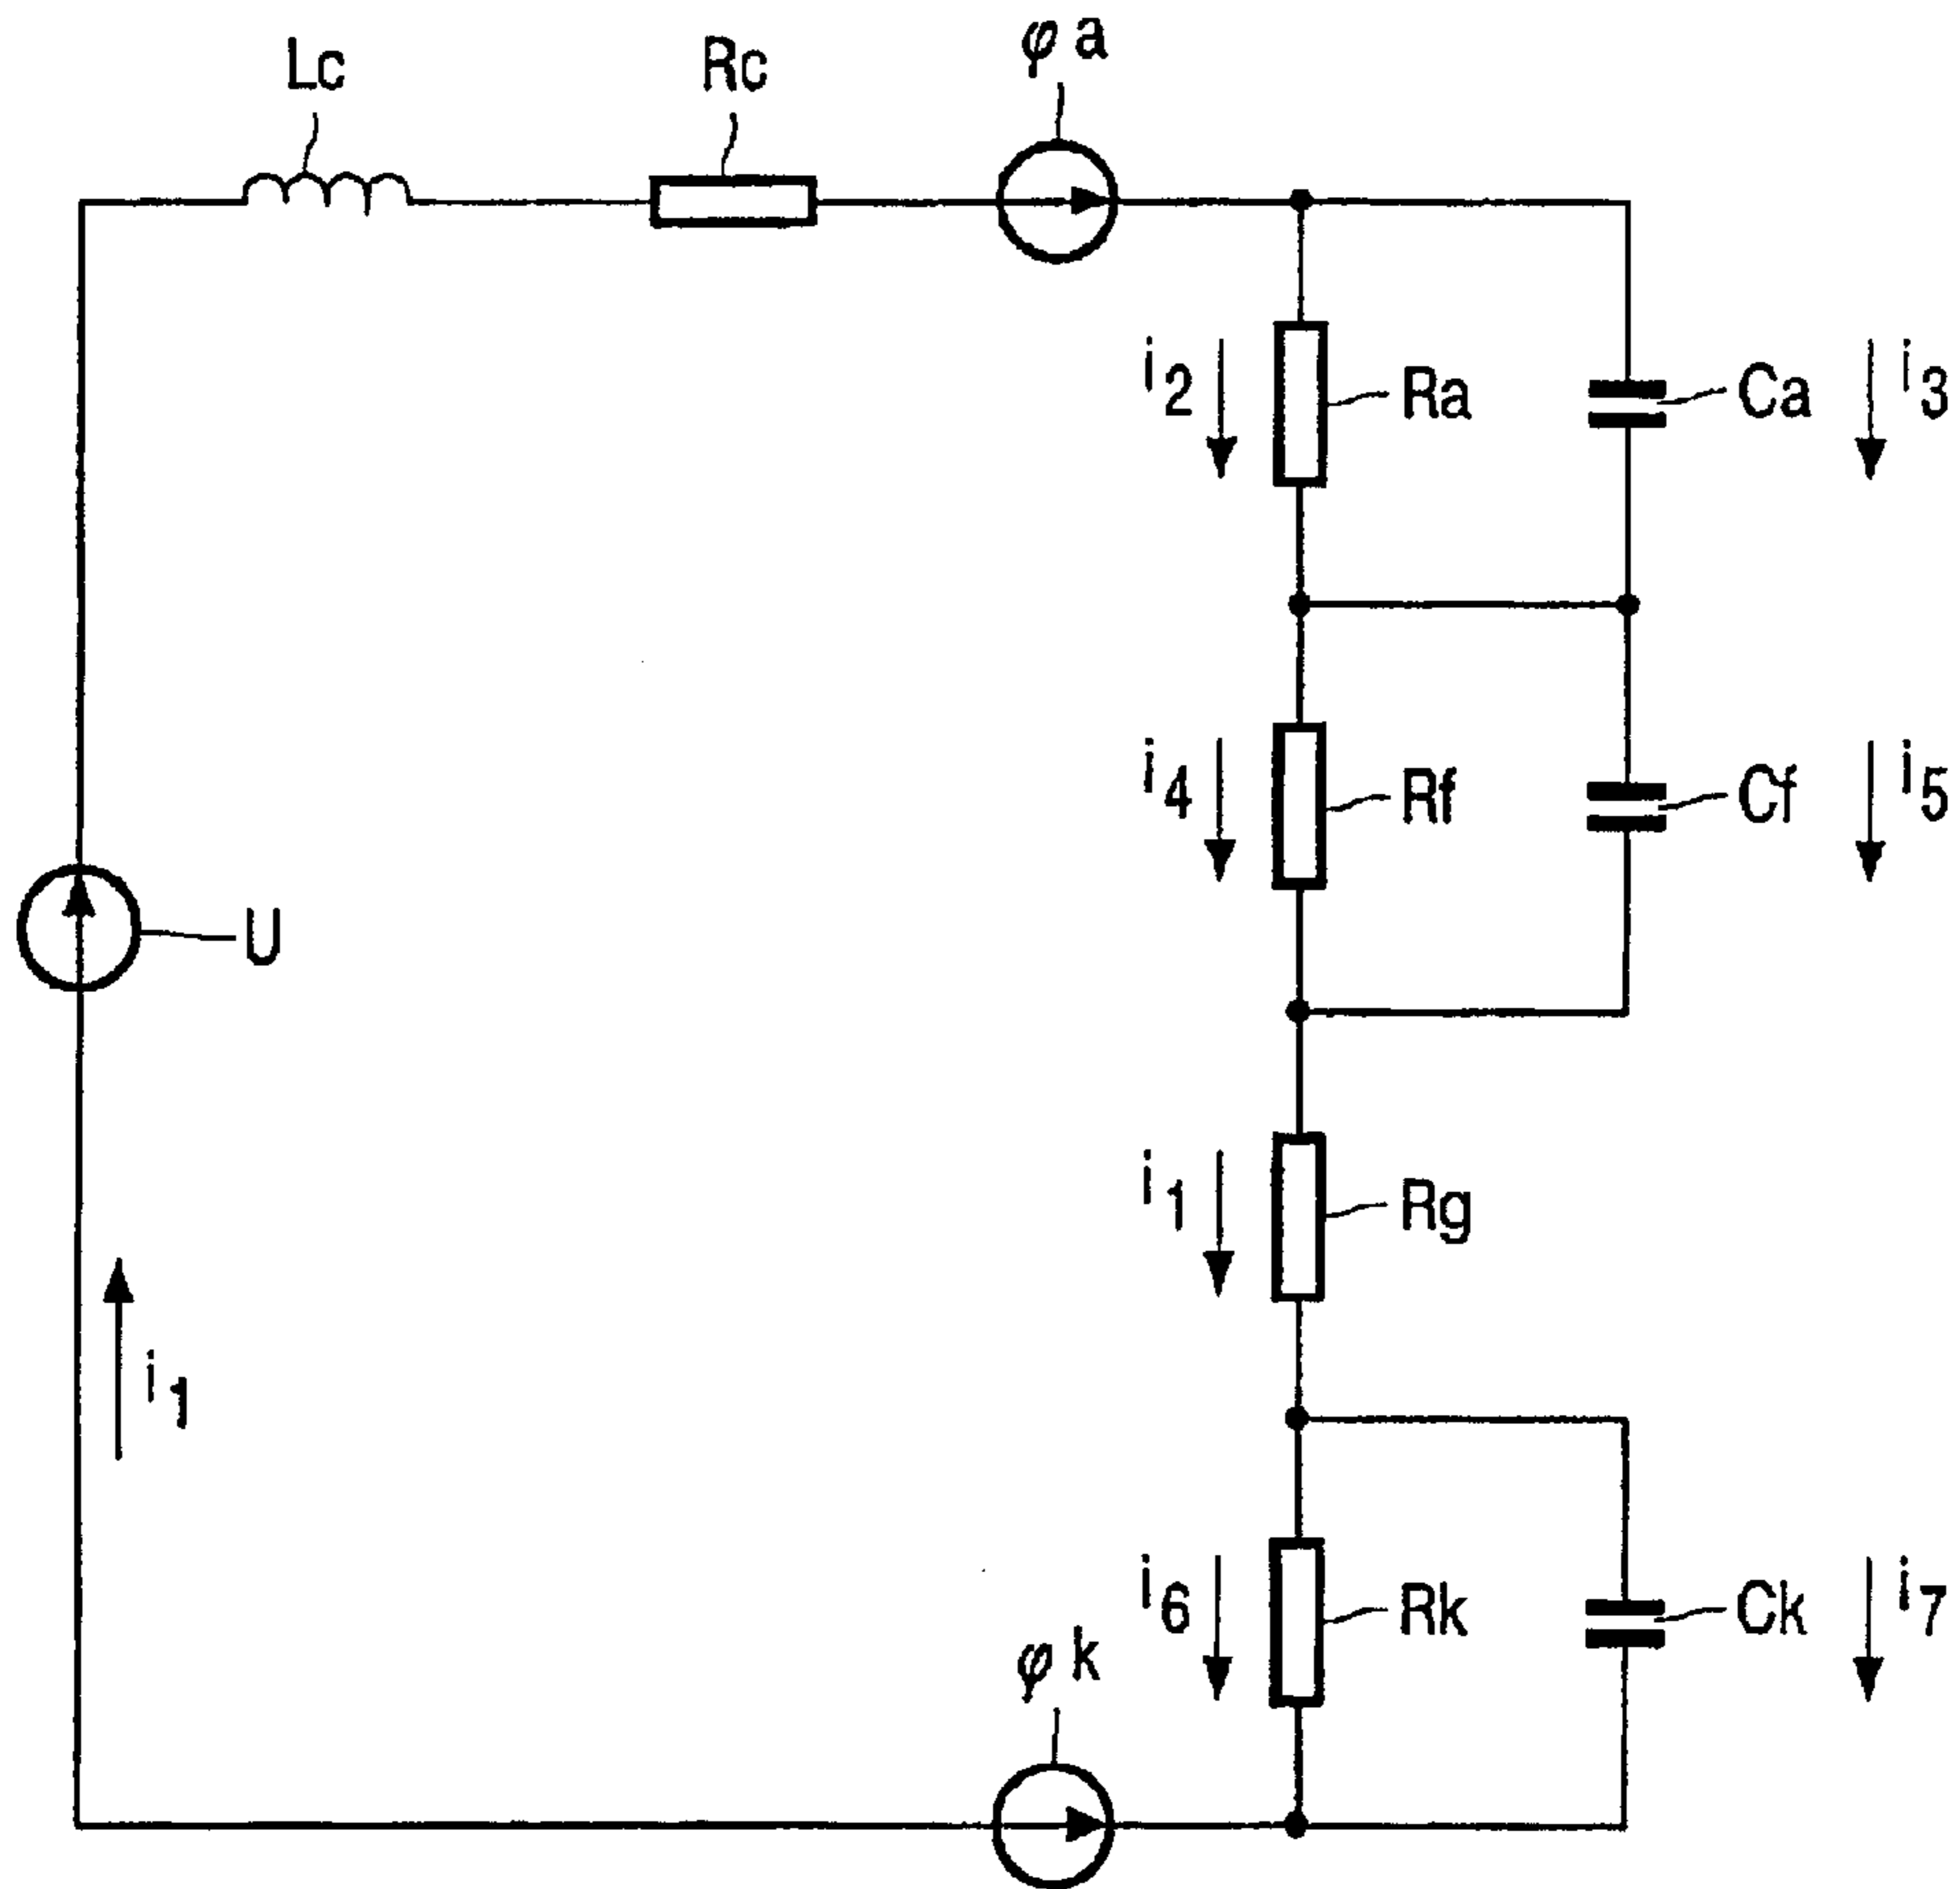 Lc
Rc
φa
i2
Ra
Ca
i3
i4
Rf
Cf
i5
U
i1
Rg
i1
i6
Rk
Ck
i7
φk